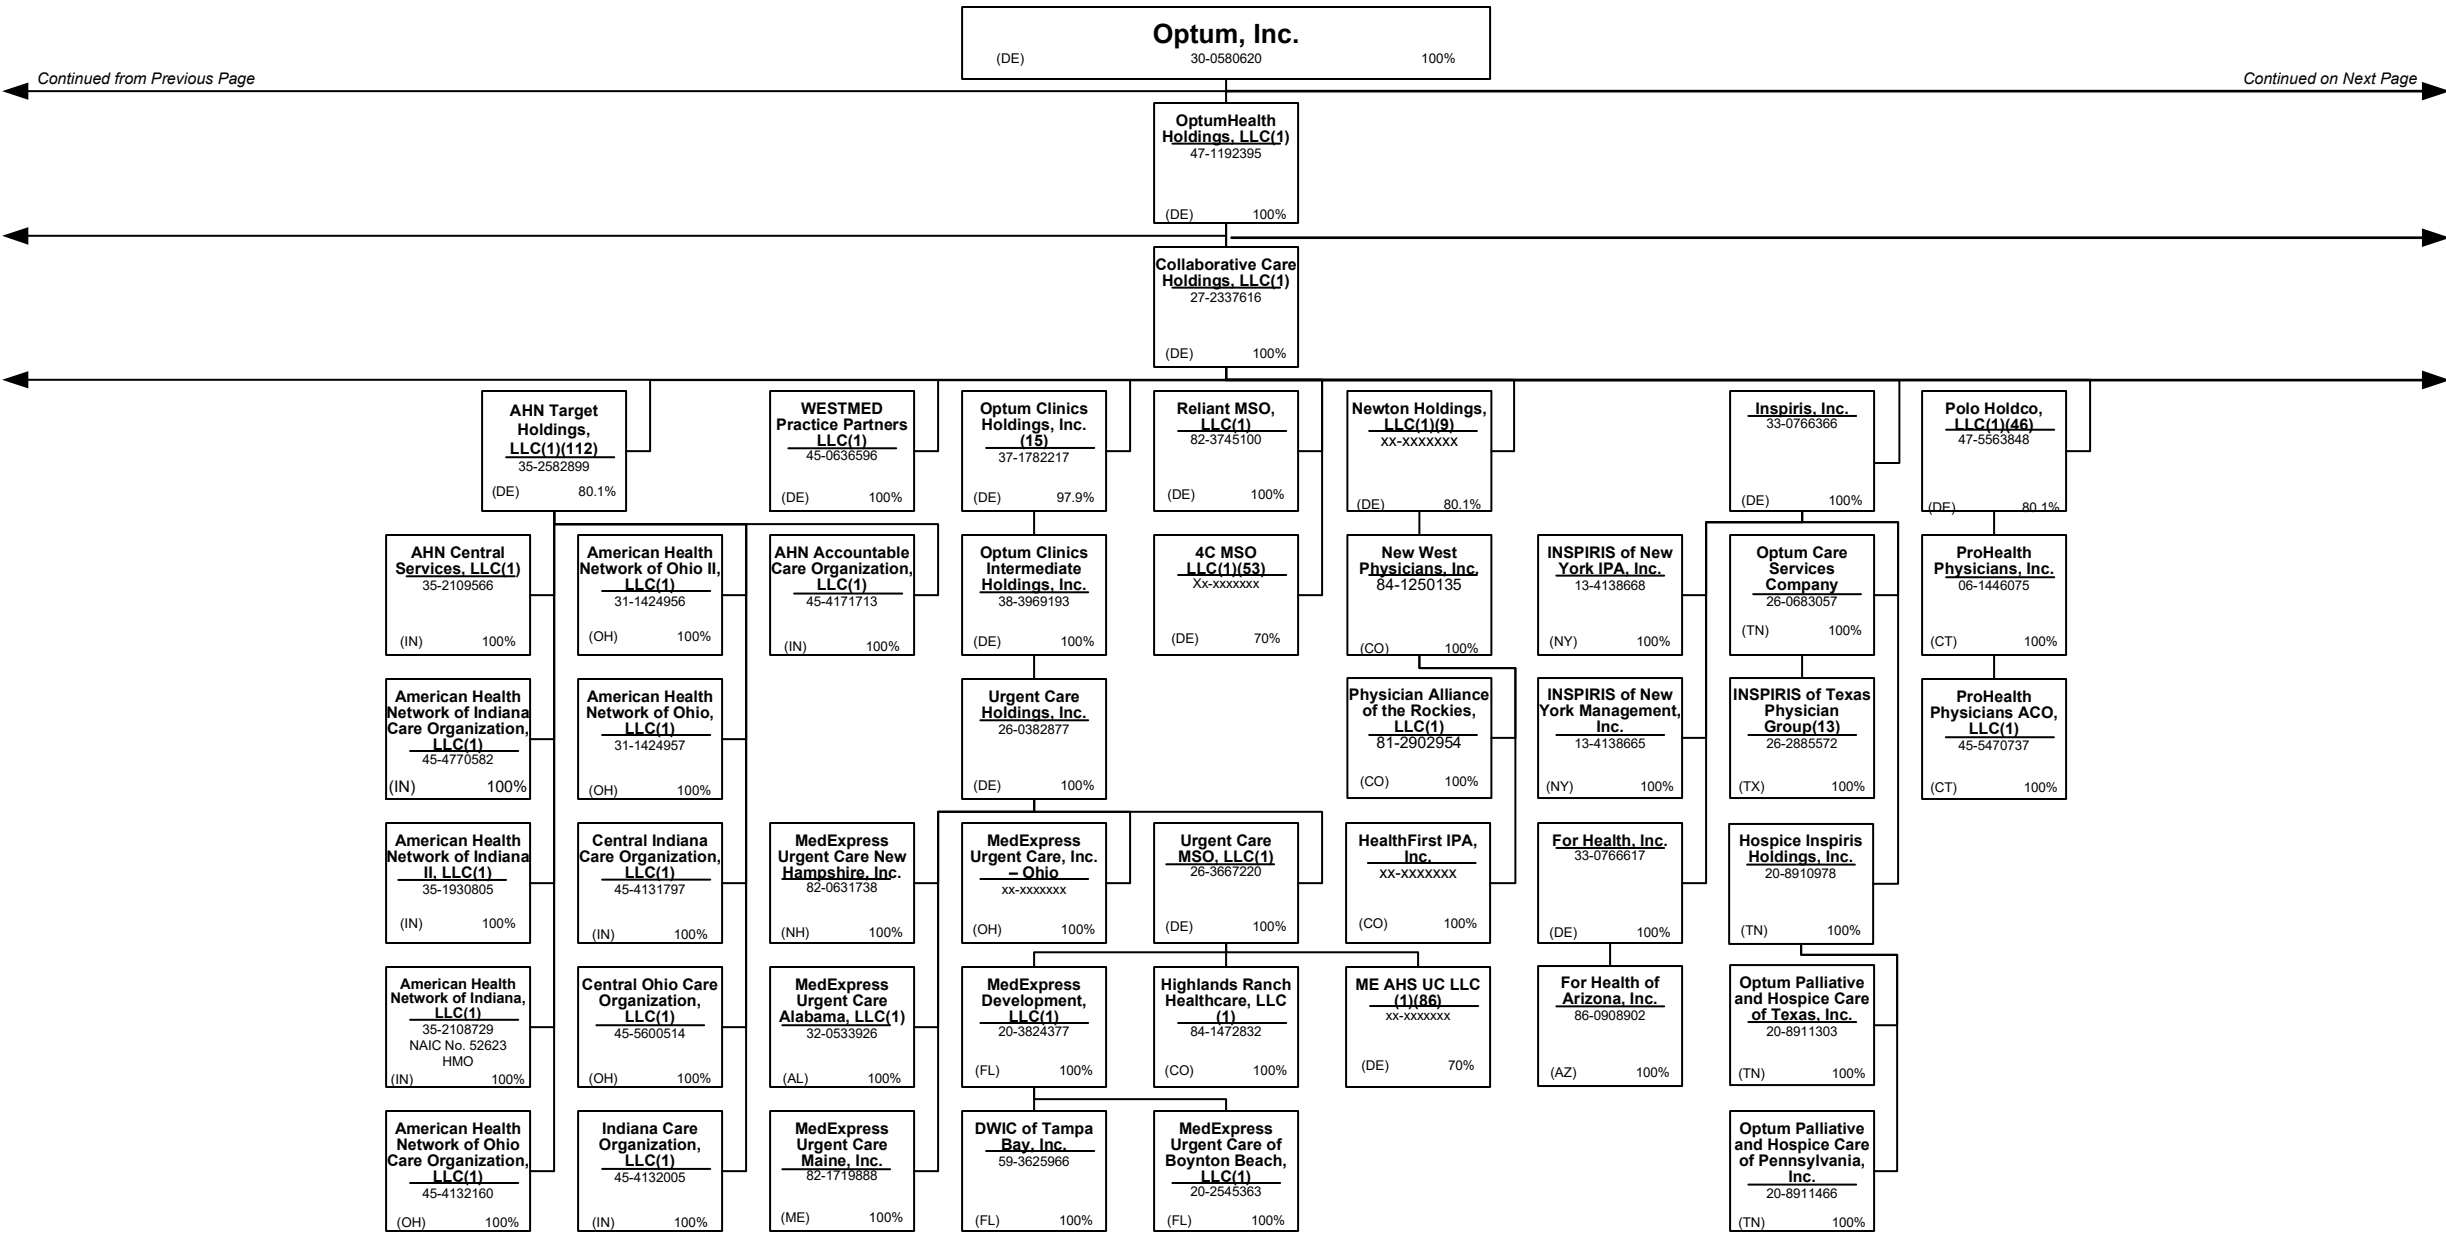 Optum, Inc.
(DE) 30-0580620 100%
Continued from Previous Page
Continued on Next Page
OptumHealth
Holdings, LLC(1)
47-1192395
(DE) 100%
Collaborative Care
Holdings, LLC(1)
27-2337616
(DE) 100%
AHN Target
Holdings,
LLC(1)(112)
35-2582899
(DE) 80.1%
WESTMED
Practice Partners
LLC(1)
45-0636596
(DE) 100%
Optum Clinics
Holdings, Inc.
(15)
37-1782217
(DE) 97.9%
Reliant MSO,
LLC(1)
82-3745100
(DE) 100%
Newton Holdings,
LLC(1)(9)
xx-xxxxxxx
(DE) 80.1%
Inspiris, Inc.
33-0766366
(DE) 100%
Polo Holdco,
LLC(1)(46)
47-5563848
(DE) 80.1%
AHN Central
Services, LLC(1)
35-2109566
(IN) 100%
American Health
Network of Ohio II,
LLC(1)
31-1424956
(OH) 100%
AHN Accountable
Care Organization,
LLC(1)
45-4171713
(IN) 100%
Optum Clinics
Intermediate
Holdings, Inc.
38-3969193
(DE) 100%
4C MSO
LLC(1)(53)
Xx-xxxxxxx
(DE) 70%
New West
Physicians, Inc.
84-1250135
(CO) 100%
INSPIRIS of New
York IPA, Inc.
13-4138668
(NY) 100%
Optum Care
Services
Company
26-0683057
(TN) 100%
ProHealth
Physicians, Inc.
06-1446075
(CT) 100%
American Health
Network of Indiana
Care Organization,
LLC(1)
45-4770582
(IN) 100%
American Health
Network of Ohio,
LLC(1)
31-1424957
(OH) 100%
Urgent Care
Holdings, Inc.
26-0382877
(DE) 100%
Physician Alliance
of the Rockies,
LLC(1)
81-2902954
(CO) 100%
INSPIRIS of New
York Management,
Inc.
13-4138665
(NY) 100%
INSPIRIS of Texas
Physician
Group(13)
26-2885572
(TX) 100%
ProHealth
Physicians ACO,
LLC(1)
45-5470737
(CT) 100%
American Health
Network of Indiana
II, LLC(1)
35-1930805
(IN) 100%
Central Indiana
Care Organization,
LLC(1)
45-4131797
(IN) 100%
MedExpress
Urgent Care New
Hampshire, Inc.
82-0631738
(NH) 100%
MedExpress
Urgent Care, Inc.
– Ohio
xx-xxxxxxx
(OH) 100%
Urgent Care
MSO, LLC(1)
26-3667220
(DE) 100%
HealthFirst IPA,
Inc.
xx-xxxxxxx
(CO) 100%
For Health, Inc.
33-0766617
(DE) 100%
Hospice Inspiris
Holdings, Inc.
20-8910978
(TN) 100%
American Health
Network of Indiana,
LLC(1)
35-2108729
NAIC No. 52623
HMO
(IN) 100%
Central Ohio Care
Organization,
LLC(1)
45-5600514
(OH) 100%
MedExpress
Urgent Care
Alabama, LLC(1)
32-0533926
(AL) 100%
MedExpress
Development,
LLC(1)
20-3824377
(FL) 100%
Highlands Ranch
Healthcare, LLC
(1)
84-1472832
(CO) 100%
ME AHS UC LLC
(1)(86)
xx-xxxxxxx
(DE) 70%
For Health of
Arizona, Inc.
86-0908902
(AZ) 100%
Optum Palliative
and Hospice Care
of Texas, Inc.
20-8911303
(TN) 100%
American Health
Network of Ohio
Care Organization,
LLC(1)
45-4132160
(OH) 100%
Indiana Care
Organization,
LLC(1)
45-4132005
(IN) 100%
MedExpress
Urgent Care
Maine, Inc.
82-1719888
(ME) 100%
DWIC of Tampa
Bay, Inc.
59-3625966
(FL) 100%
MedExpress
Urgent Care of
Boynton Beach,
LLC(1)
20-2545363
(FL) 100%
Optum Palliative
and Hospice Care
of Pennsylvania,
Inc.
20-8911466
(TN) 100%